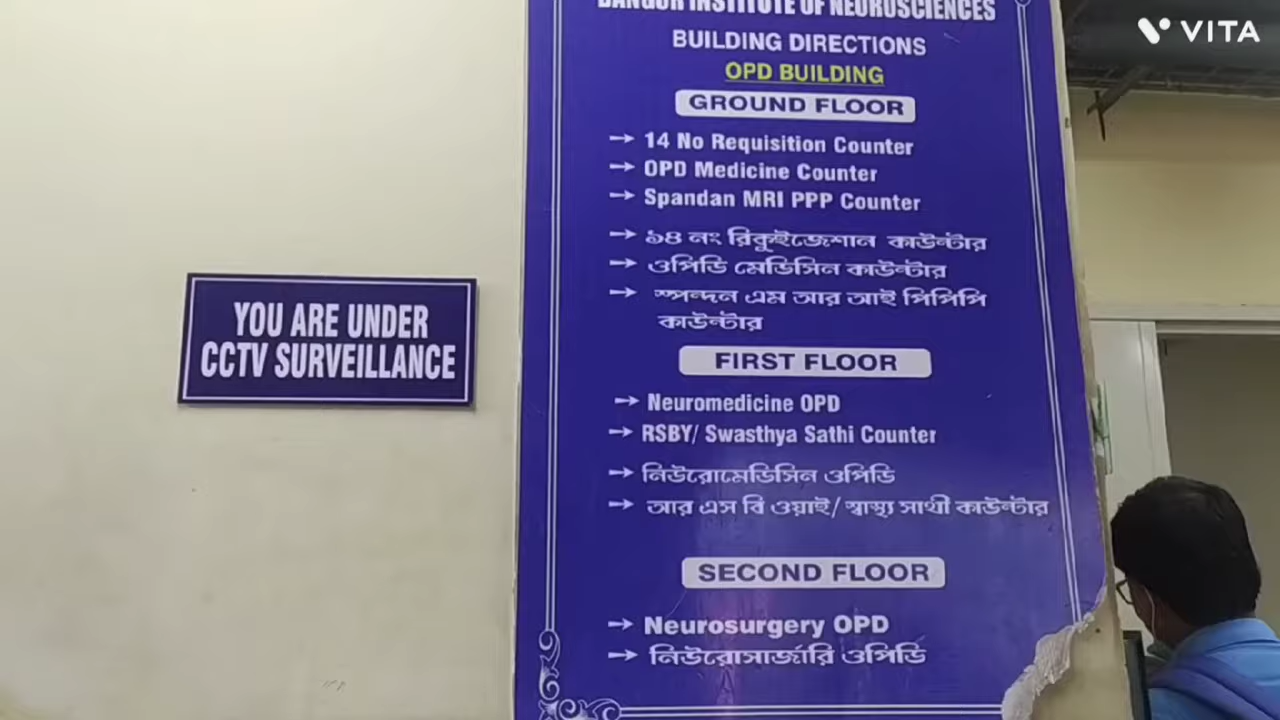 BANGUR INSTITUTE OF NEUROSCIENCES
BUILDING DIRECTIONS
OPD BUILDING
GROUND FLOOR
→ 14 No Requisition Counter
→ OPD Medicine Counter
→ Spandan MRI PPP Counter
→ ১৪ নং রিকুইজেশান কাউন্টার
→ ওপিডি মেডিসিন কাউন্টার
→ স্পন্দন এম আর আই পিপিপি
কাউন্টার
FIRST FLOOR
→ Neuromedicine OPD
→ RSBY/ Swasthya Sathi Counter
→ নিউরোমেডিসিন ওপিডি
→ আর এস বি ওয়াই/ স্বাস্থ্য সাথী কাউন্টার
SECOND FLOOR
→ Neurosurgery OPD
→ নিউরোসার্জারি ওপিডি
YOU ARE UNDER
CCTV SURVEILLANCE
VITA